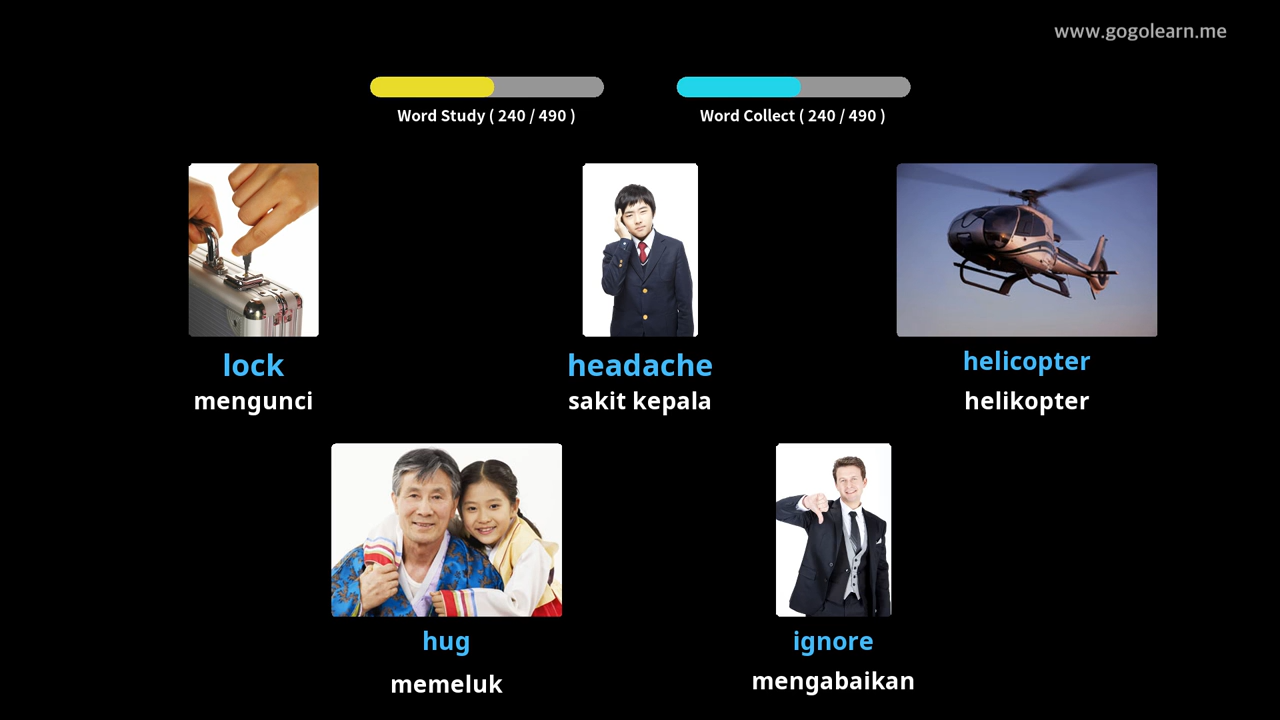 www.gogolearn.me
Word Study ( 240 / 490 )
Word Collect ( 240 / 490 )
lock
mengunci
headache
sakit kepala
helicopter
helikopter
hug
memeluk
ignore
mengabaikan